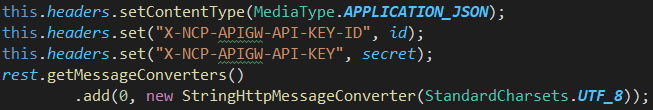 this.headers.setContentType(MediaType.APPLICATION_JSON);
this.headers.set("X-NCP-APIGW-API-KEY-ID", id);
this.headers.set("X-NCP-APIGW-API-KEY", secret);
rest.getMessageConverters()
        .add(0, new StringHttpMessageConverter(StandardCharsets.UTF_8));